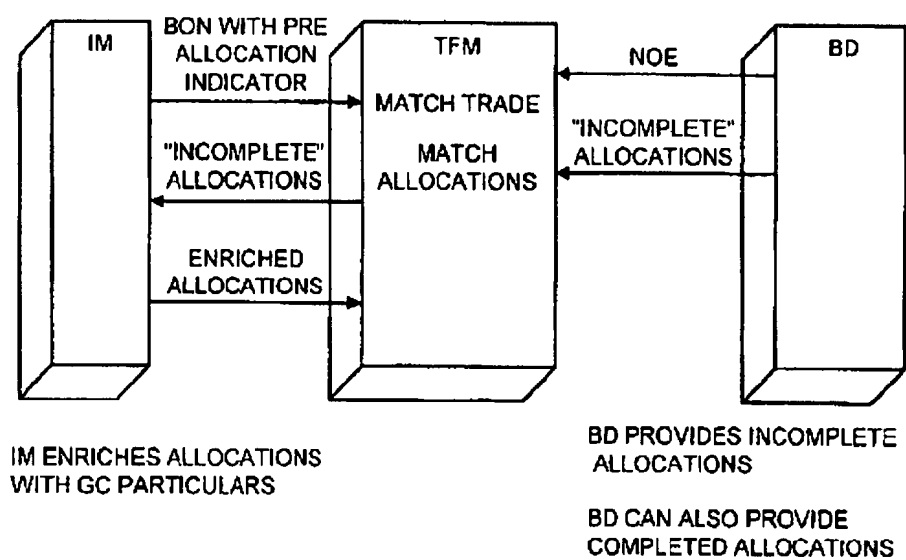 IM
BON WITH PRE
ALLOCATION
INDICATOR
"INCOMPLETE"
ALLOCATIONS
ENRICHED
ALLOCATIONS
TFM
MATCH TRADE
MATCH
ALLOCATIONS
NOE
"INCOMPLETE"
ALLOCATIONS
BD
IM ENRICHES ALLOCATIONS
WITH GC PARTICULARS
BD PROVIDES INCOMPLETE
ALLOCATIONS
BD CAN ALSO PROVIDE
COMPLETED ALLOCATIONS